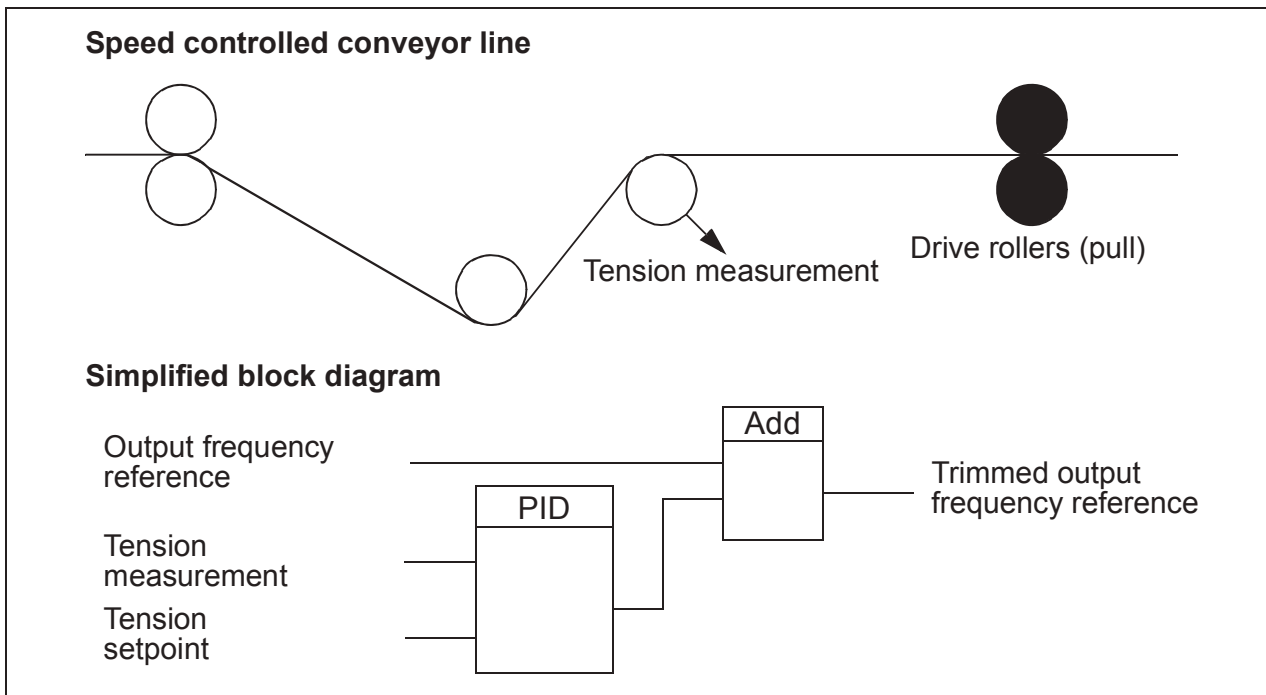 Speed controlled conveyor line
Tension measurement
Drive rollers (pull)
Simplified block diagram
Output frequency
reference
Add
Trimmed output
frequency reference
PID
Tension
measurement
Tension
setpoint